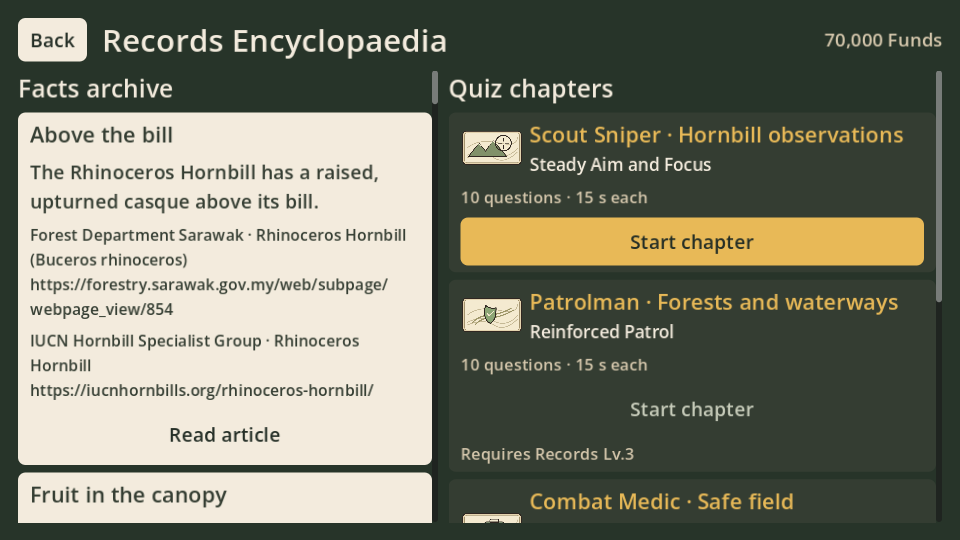 Back
Records Encyclopaedia
70,000 Funds
Facts archive
Above the bill
The Rhinoceros Hornbill has a raised,
upturned casque above its bill.
Forest Department Sarawak · Rhinoceros Hornbill
(Buceros rhinoceros)
https://forestry.sarawak.gov.my/web/subpage/
webpage_view/854
IUCN Hornbill Specialist Group · Rhinoceros
Hornbill
https://iucnhornbills.org/rhinoceros-hornbill/
Read article
Fruit in the canopy
Quiz chapters
Scout Sniper · Hornbill observations
Steady Aim and Focus
10 questions · 15 s each
Start chapter
Patrolman · Forests and waterways
Reinforced Patrol
10 questions · 15 s each
Start chapter
Requires Records Lv.3
Combat Medic · Safe field